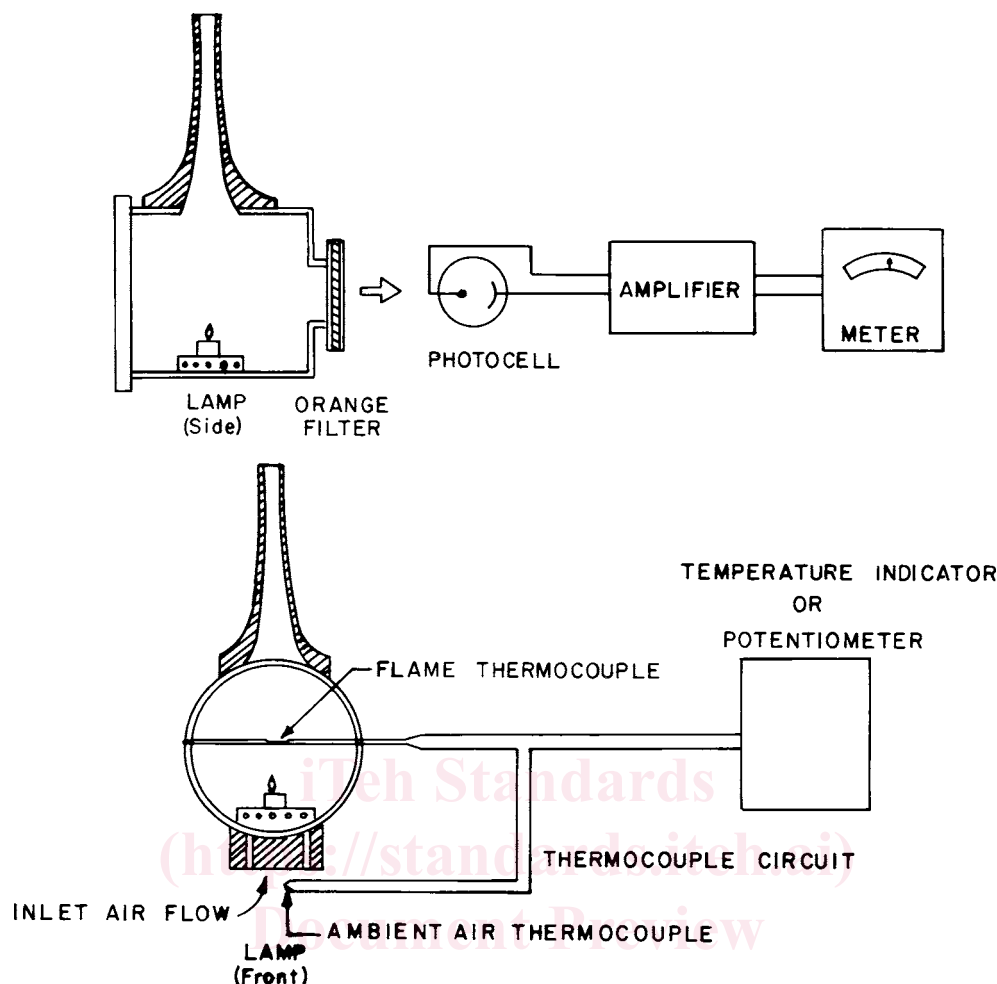 AMPLIFIER
METER
PHOTOCELL
LAMP
(Side)
ORANGE
FILTER
TEMPERATURE INDICATOR
OR
POTENTIOMETER
FLAME THERMOCOUPLE
iTeh Standards
(https://standards.iteh.ai)
THERMOCOUPLE CIRCUIT
INLET AIR FLOW
Document Preview
AMBIENT AIR THERMOCOUPLE
LAMP
(Front)